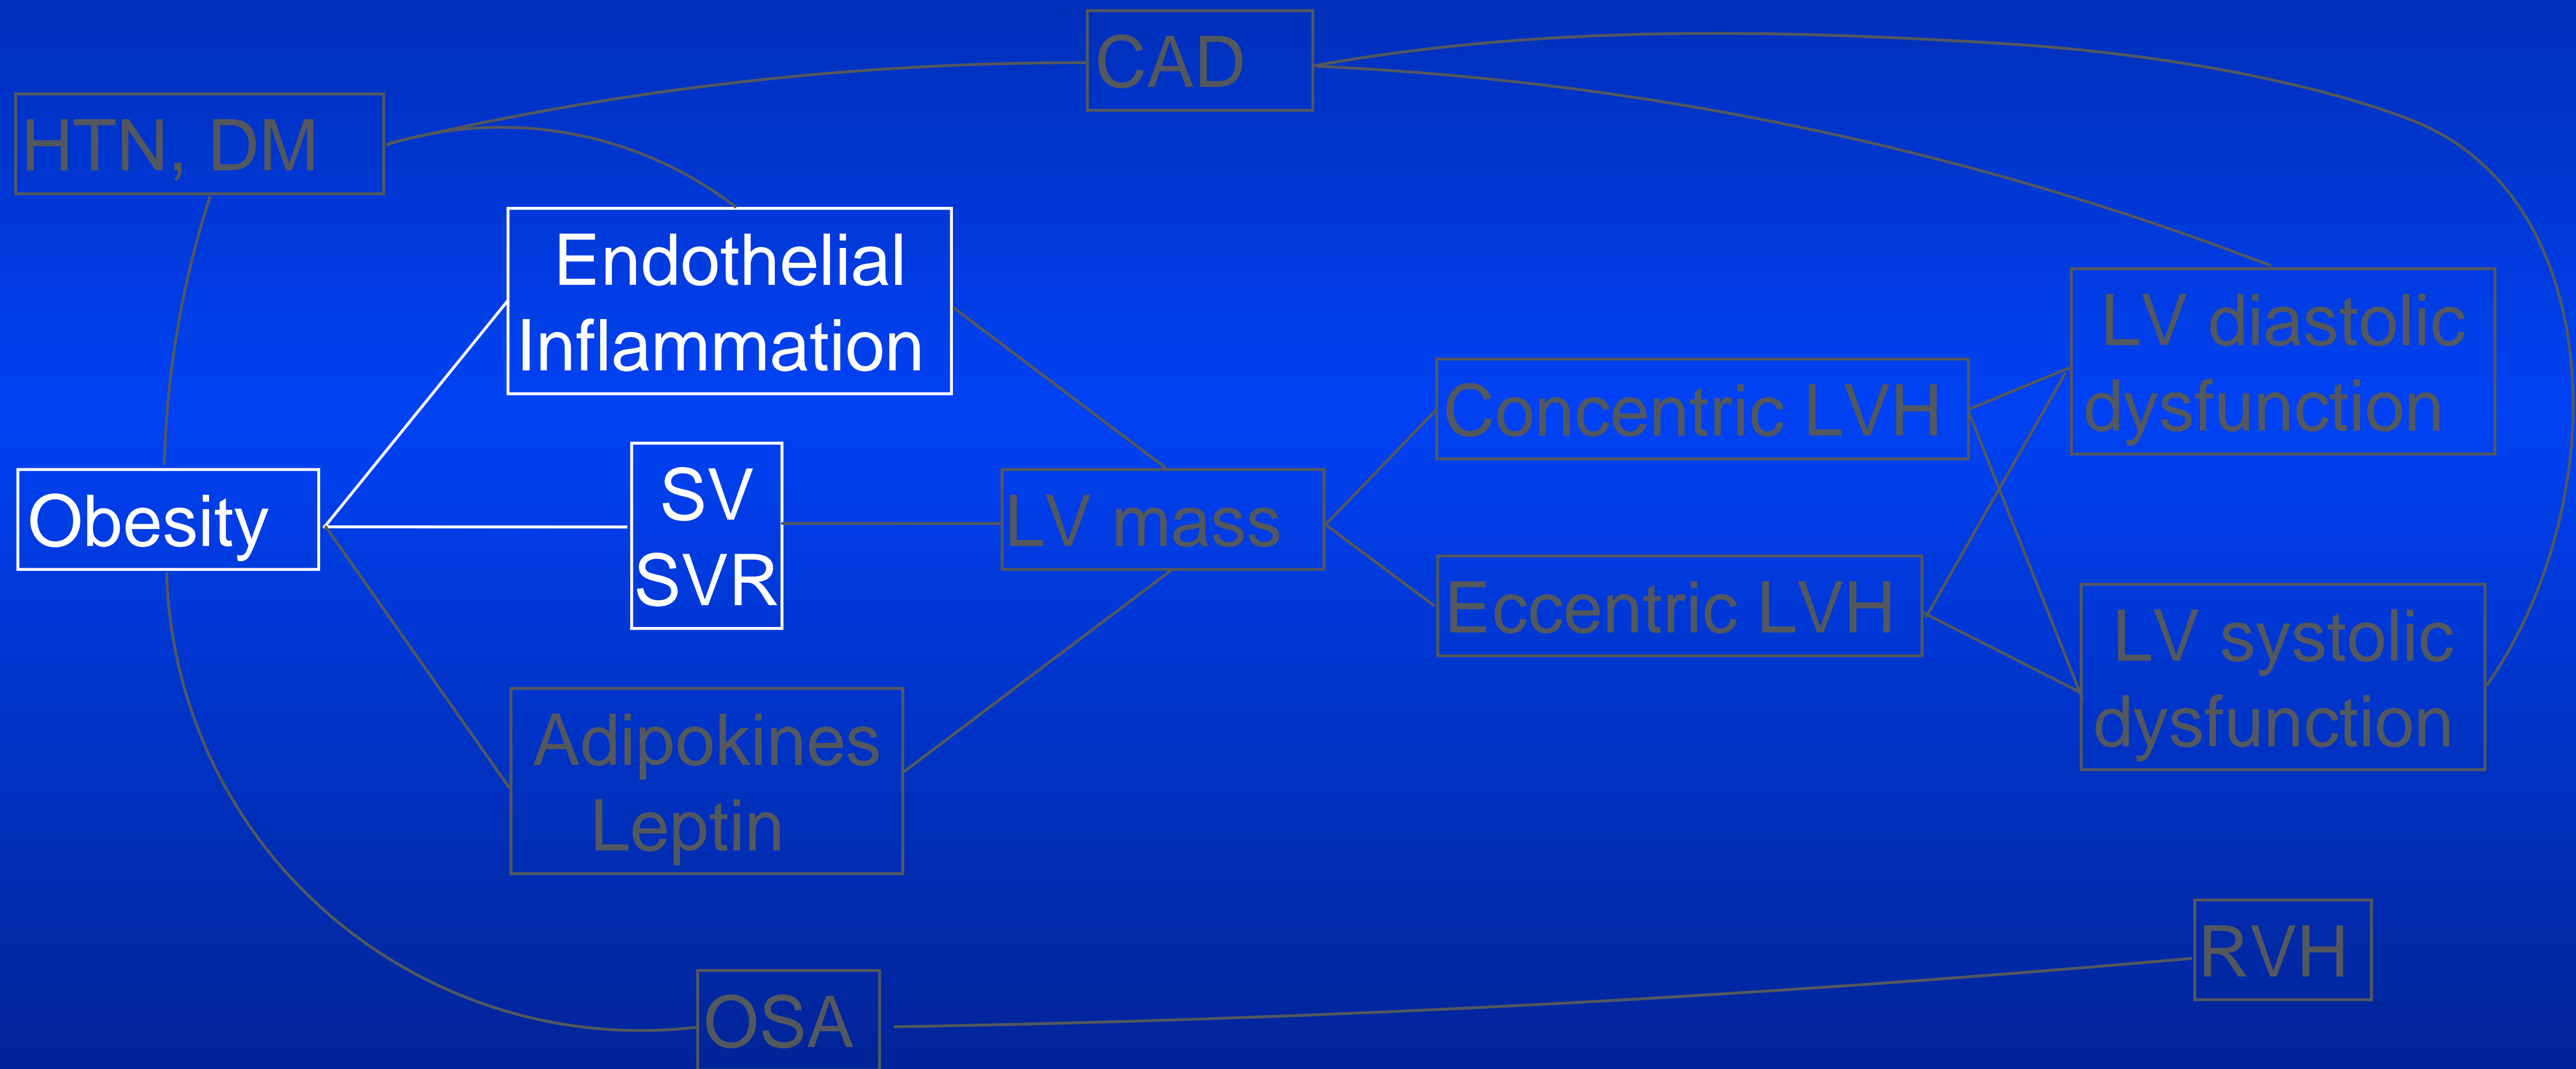 CAD
HTN, DM
Endothelial
Inflammation
LV diastolic
dysfunction
Concentric LVH
Obesity
SV
SVR
LV mass
Eccentric LVH
LV systolic
dysfunction
Adipokines
Leptin
RVH
OSA